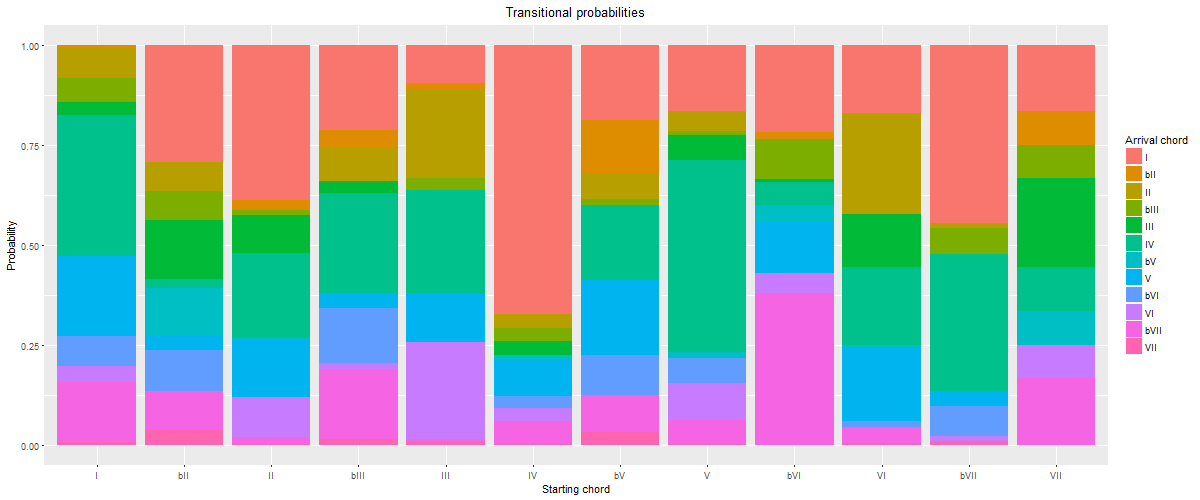 Transitional probabilities
Probability
1.00
0.75
0.50
0.25
0.00
I
bII
II
bIII
III
IV
bV
V
bVI
VI
bVII
VII
Starting chord
Arrival chord
I
bII
II
bIII
III
IV
bV
V
bVI
VI
bVII
VII